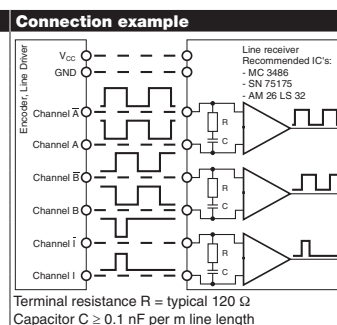 Connection example
Encoder, Line Driver
V_CC
GND
Channel A̅
Channel A
Channel B̅
Channel B
Channel I̅
Channel I
Line receiver
Recommended IC's:
- MC 3486
- SN 75175
- AM 26 LS 32
R
C
R
C
R
C
Terminal resistance R = typical 120 Ω
Capacitor C ≥ 0.1 nF per m line length